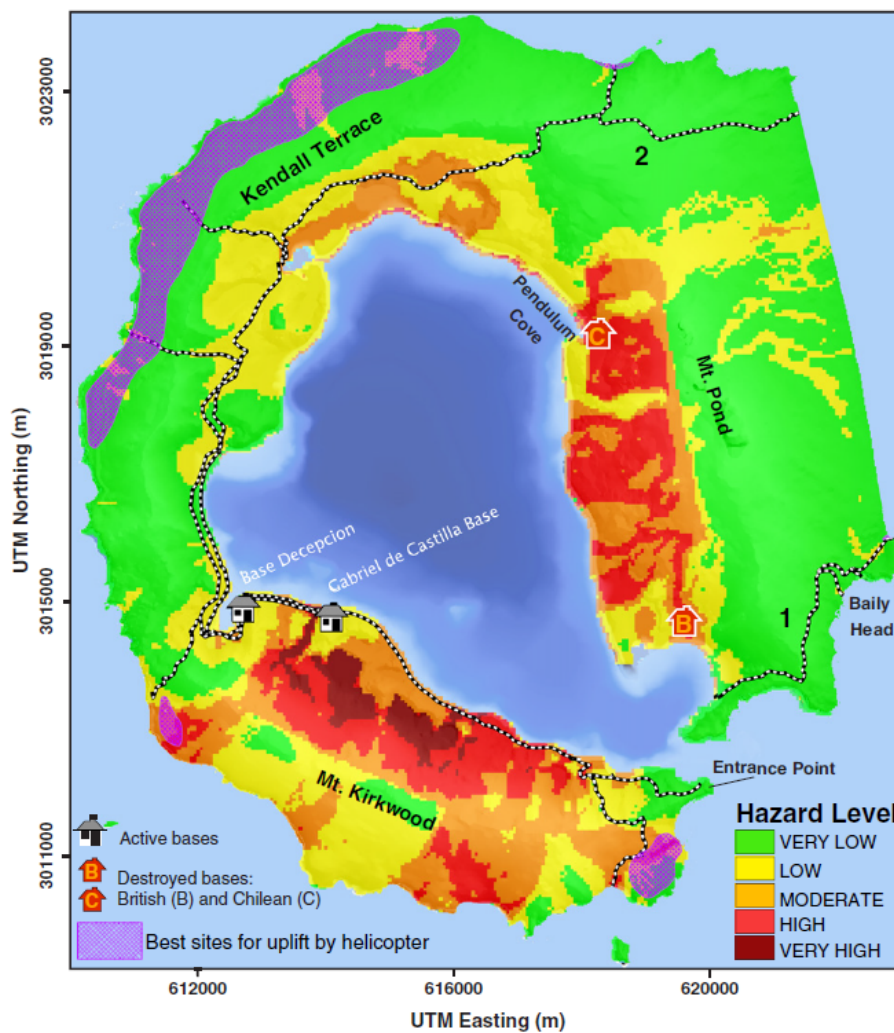 3023000
3019000
3015000
3011000
UTM Northing (m)
Kendall Terrace
2
Pendulum
Cove
C
Mt. Pond
Base Decepcion
Gabriel de Castilla Base
B
1
Baily
Head
Entrance Point
Mt. Kirkwood
Active bases
B
C
Destroyed bases:
British (B) and Chilean (C)
Best sites for uplift by helicopter
Hazard Level
VERY LOW
LOW
MODERATE
HIGH
VERY HIGH
612000
616000
620000
UTM Easting (m)